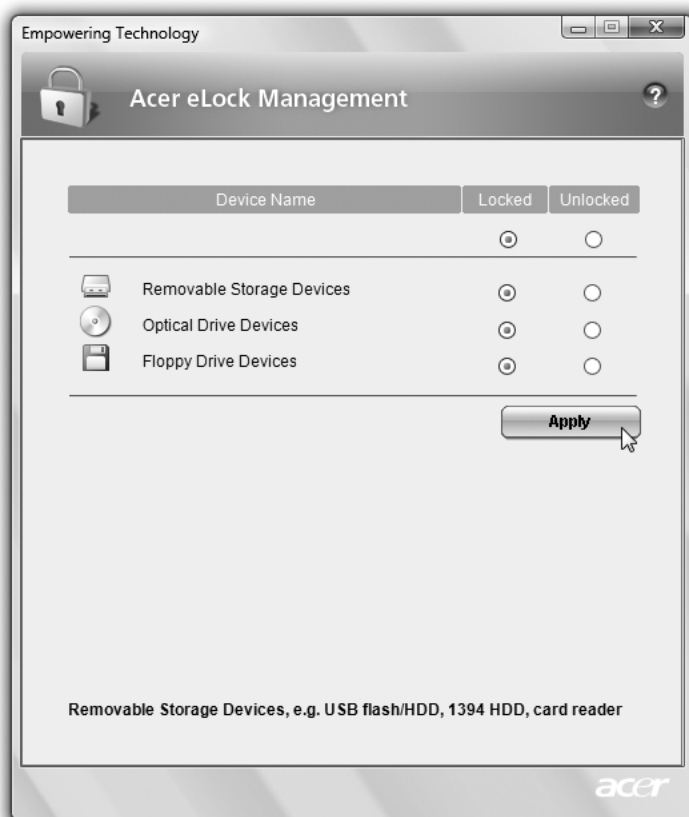 Empowering Technology
Acer eLock Management
?
Device Name Locked Unlocked
Removable Storage Devices
Optical Drive Devices
Floppy Drive Devices
Apply
Removable Storage Devices, e.g. USB flash/HDD, 1394 HDD, card reader
acer